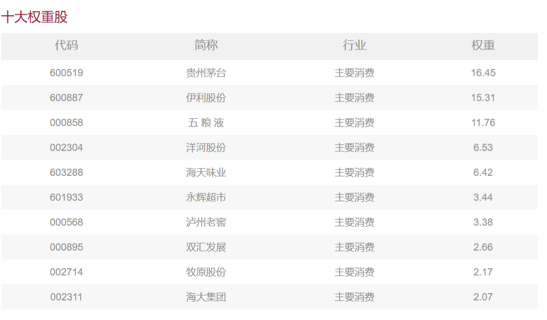 十大权重股
代码 简称 行业 权重
600519 贵州茅台 主要消费 16.45
600887 伊利股份 主要消费 15.31
000858 五 粮 液 主要消费 11.76
002304 洋河股份 主要消费 6.53
603288 海天味业 主要消费 6.42
601933 永辉超市 主要消费 3.44
000568 泸州老窖 主要消费 3.38
000895 双汇发展 主要消费 2.66
002714 牧原股份 主要消费 2.17
002311 海大集团 主要消费 2.07